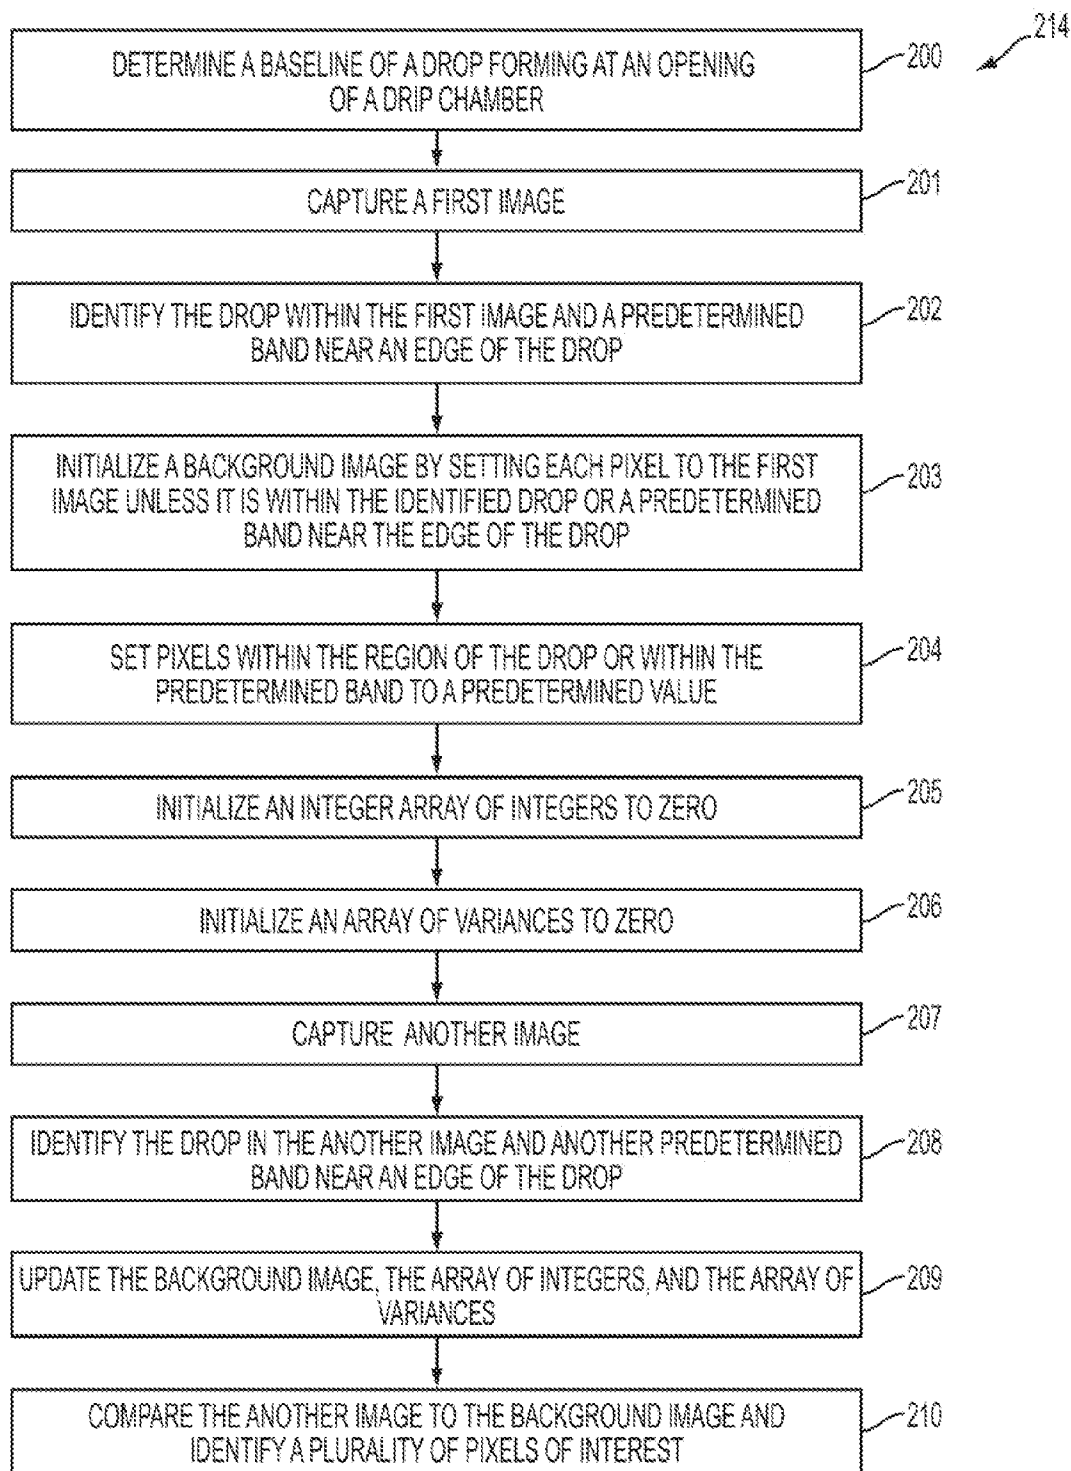 214
DETERMINE A BASELINE OF A DROP FORMING AT AN OPENING
OF A DRIP CHAMBER
200
CAPTURE A FIRST IMAGE
201
IDENTIFY THE DROP WITHIN THE FIRST IMAGE AND A PREDETERMINED
BAND NEAR AN EDGE OF THE DROP
202
INITIALIZE A BACKGROUND IMAGE BY SETTING EACH PIXEL TO THE FIRST
IMAGE UNLESS IT IS WITHIN THE IDENTIFIED DROP OR A PREDETERMINED
BAND NEAR THE EDGE OF THE DROP
203
SET PIXELS WITHIN THE REGION OF THE DROP OR WITHIN THE
PREDETERMINED BAND TO A PREDETERMINED VALUE
204
INITIALIZE AN INTEGER ARRAY OF INTEGERS TO ZERO
205
INITIALIZE AN ARRAY OF VARIANCES TO ZERO
206
CAPTURE ANOTHER IMAGE
207
IDENTIFY THE DROP IN THE ANOTHER IMAGE AND ANOTHER PREDETERMINED
BAND NEAR AN EDGE OF THE DROP
208
UPDATE THE BACKGROUND IMAGE, THE ARRAY OF INTEGERS, AND THE ARRAY OF
VARIANCES
209
COMPARE THE ANOTHER IMAGE TO THE BACKGROUND IMAGE AND
IDENTIFY A PLURALITY OF PIXELS OF INTEREST
210